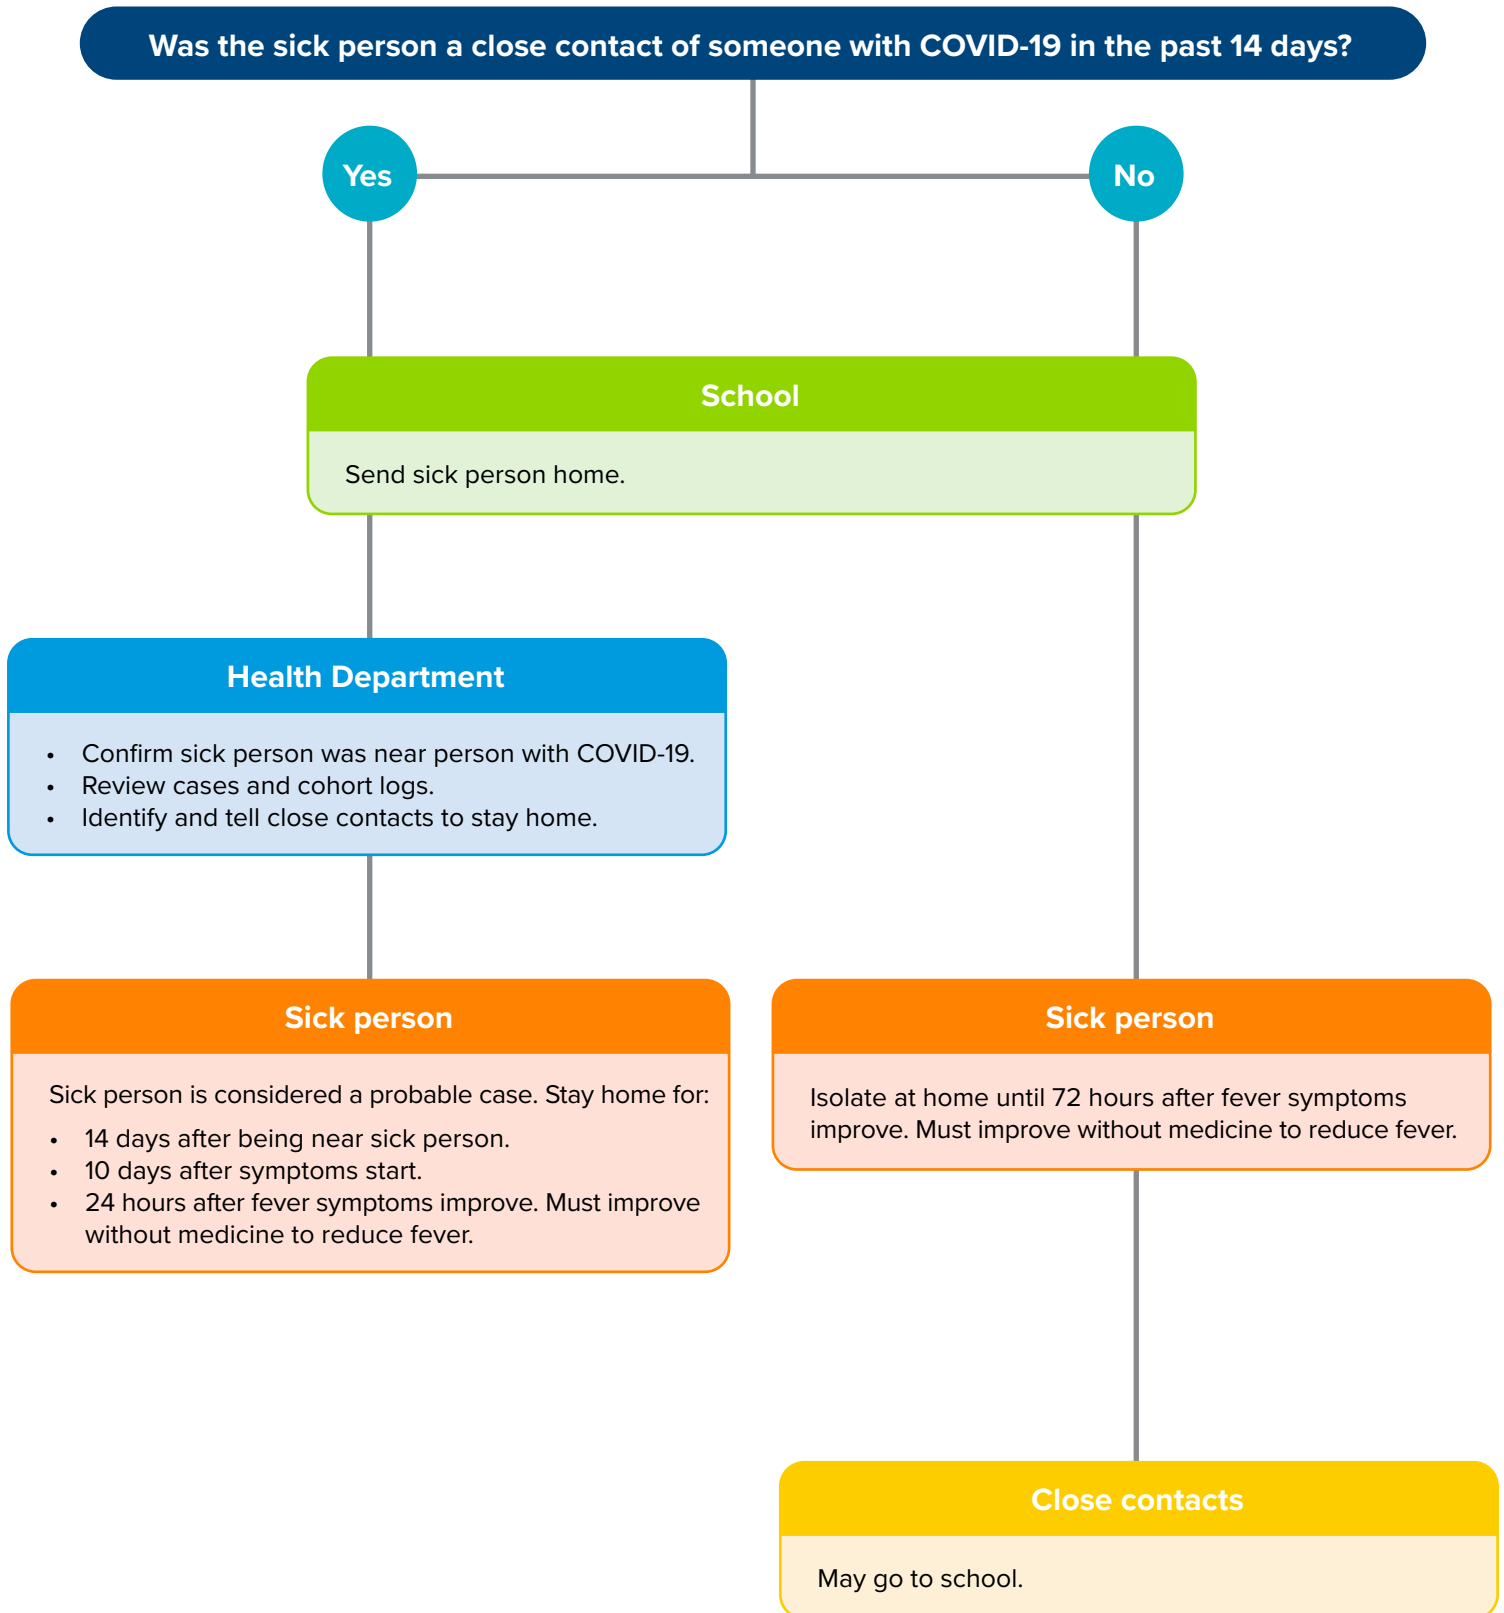 Was the sick person a close contact of someone with COVID-19 in the past 14 days?
Yes
No
School
Send sick person home.
Health Department
• Confirm sick person was near person with COVID-19.
• Review cases and cohort logs.
• Identify and tell close contacts to stay home.
Sick person
Sick person is considered a probable case. Stay home for:
• 14 days after being near sick person.
• 10 days after symptoms start.
• 24 hours after fever symptoms improve. Must improve
without medicine to reduce fever.
Sick person
Isolate at home until 72 hours after fever symptoms
improve. Must improve without medicine to reduce fever.
Close contacts
May go to school.